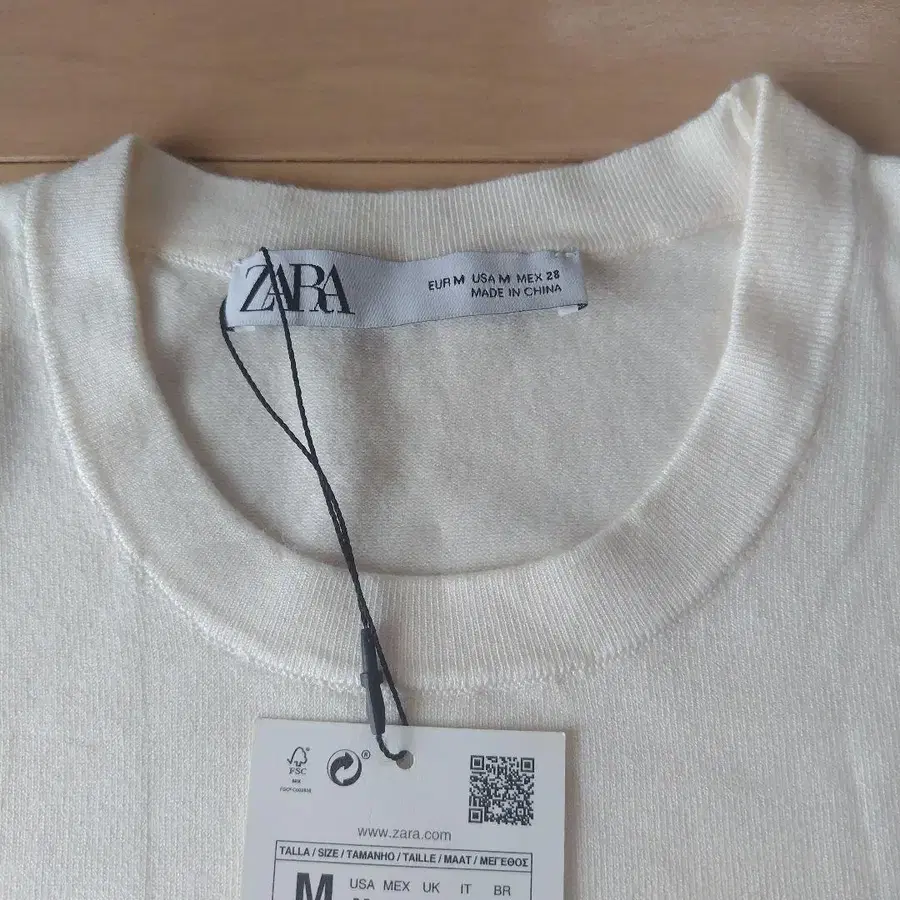 ZARA
EUR M USA M MEX 28
MADE IN CHINA
FSC
MIX
®
www.zara.com
TALLA / SIZE / TAMANHO / TAILLE / MAAT / ΜΕΓΕΘΟΣ
M
USA MEX UK IT BR